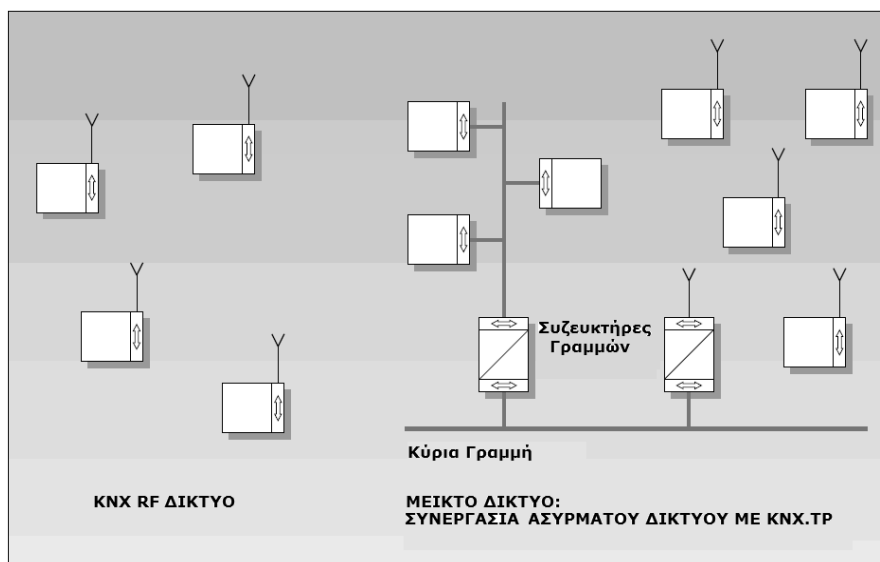 Συζευκτήρες
Γραμμών
Κύρια Γραμμή
KNX RF ΔΙΚΤΥΟ
ΜΕΙΚΤΟ ΔΙΚΤΥΟ:
ΣΥΝΕΡΓΑΣΙΑ ΑΣΥΡΜΑΤΟΥ ΔΙΚΤΥΟΥ ΜΕ KNX.TP